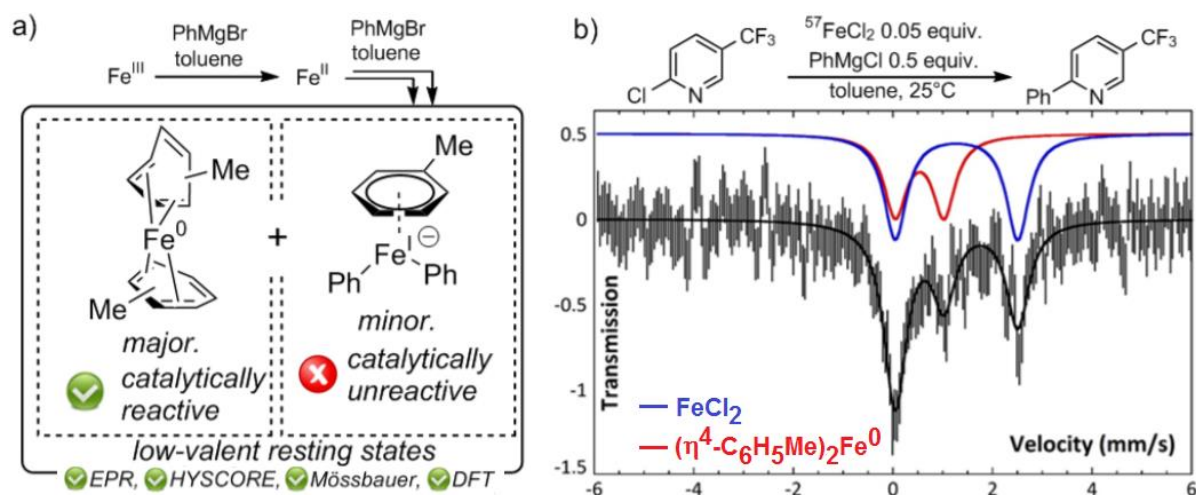 a)
PhMgBr
toluene
Fe^III
Fe^II
PhMgBr
toluene
Me
Fe^0
Me
major.
catalytically
reactive
+
Me
Fe^I ⊖
Ph
Ph
minor.
catalytically
unreactive
low-valent resting states
EPR, HYSCORE, Mössbauer, DFT
b)
CF3
Cl
N
^57FeCl2 0.05 equiv.
PhMgCl 0.5 equiv.
toluene, 25°C
CF3
Ph
N
0.5
0
-0.5
-1
-1.5
Transmission
FeCl2
(η^4-C6H5Me)2Fe^0
Velocity (mm/s)
-6 -4 -2 0 2 4 6